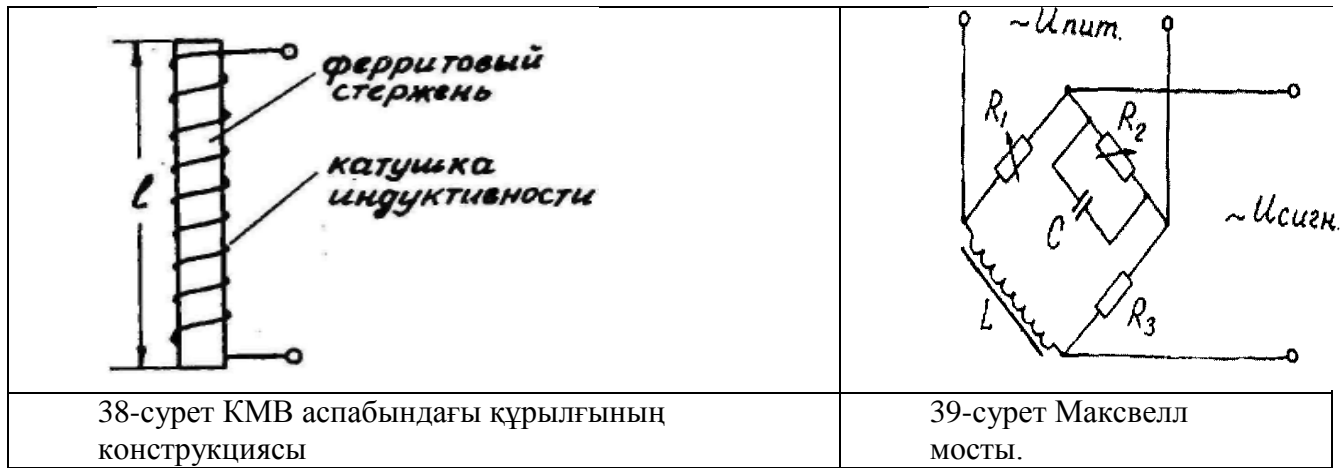 ферритовый
стержень
ℓ
катушка
индуктивности
38-сурет КМВ аспабындағы құрылғының
конструкциясы
~Uпит.
R₁
R₂
C
~Uсигн.
L
R₃
39-сурет Максвелл
мосты.